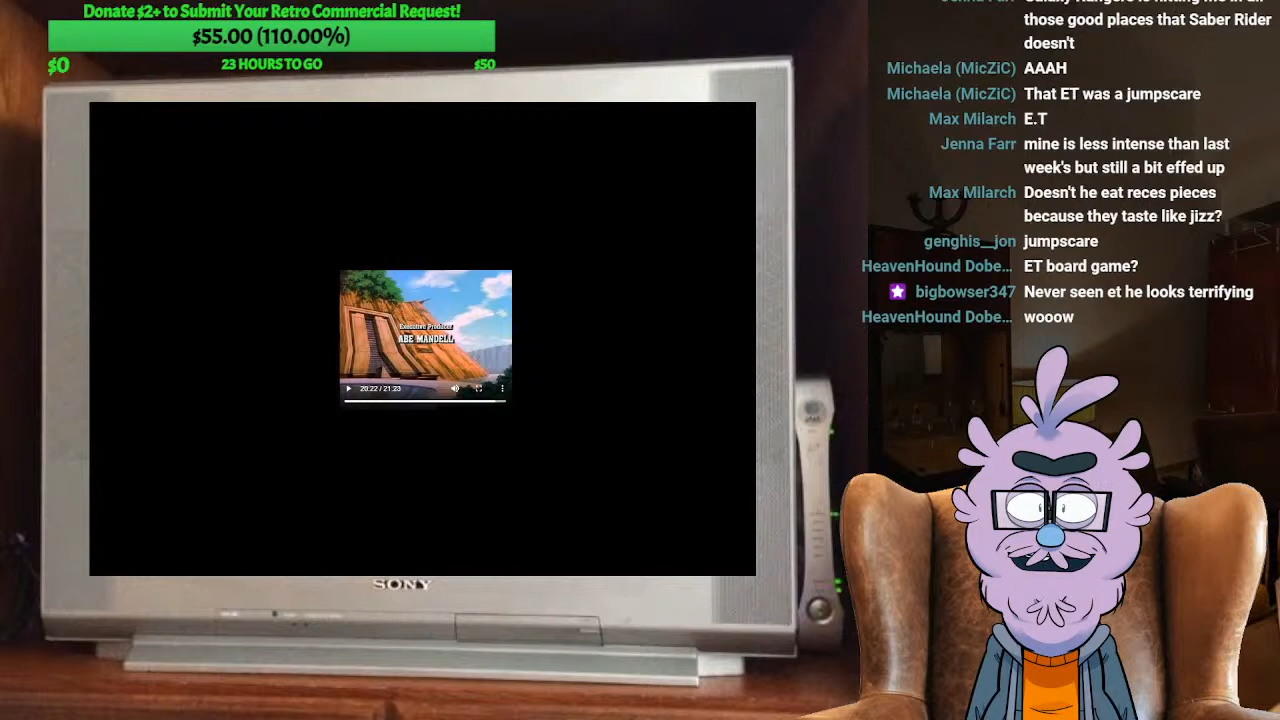 Donate $2+ to Submit Your Retro Commercial Request!
$55.00 (110.00%)
$0
23 HOURS TO GO
$50
Executive Producer
ABE MANDELL
20:22 / 21:23
SONY
those good places that Saber Rider
doesn't
Michaela (MicZiC) AAAH
Michaela (MicZiC) That ET was a jumpscare
Max Milarch E.T
Jenna Farr mine is less intense than last
week's but still a bit effed up
Max Milarch Doesn't he eat reces pieces
because they taste like jizz?
genghis__jon jumpscare
HeavenHound Dobe... ET board game?
bigbowser347 Never seen et he looks terrifying
HeavenHound Dobe... wooow